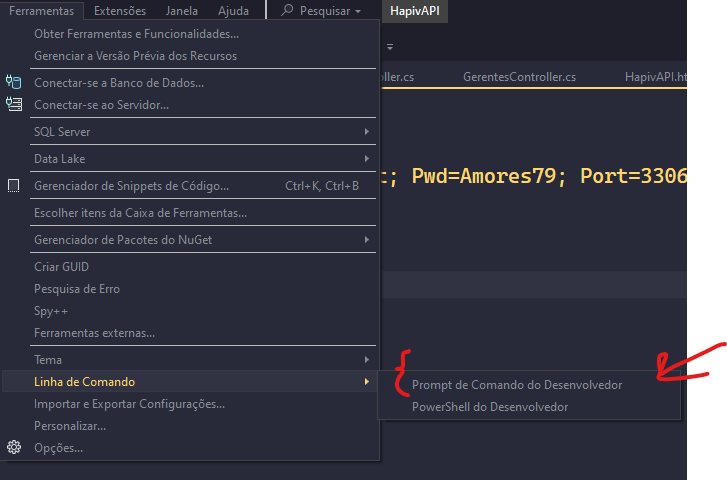 Ferramentas Extensões Janela Ajuda Pesquisar HapivAPI
Obter Ferramentas e Funcionalidades...
Gerenciar a Versão Prévia dos Recursos
ller.cs GerentesController.cs HapivAPI.ht
Conectar-se a Banco de Dados...
Conectar-se ao Servidor...
SQL Server
Data Lake
t; Pwd=Amores79; Port=3306
Gerenciador de Snippets de Código... Ctrl+K, Ctrl+B
Escolher itens da Caixa de Ferramentas...
Gerenciador de Pacotes do NuGet
Criar GUID
Pesquisa de Erro
Spy++
Ferramentas externas...
Tema
Linha de Comando
Prompt de Comando do Desenvolvedor
PowerShell do Desenvolvedor
Importar e Exportar Configurações...
Personalizar...
Opções...